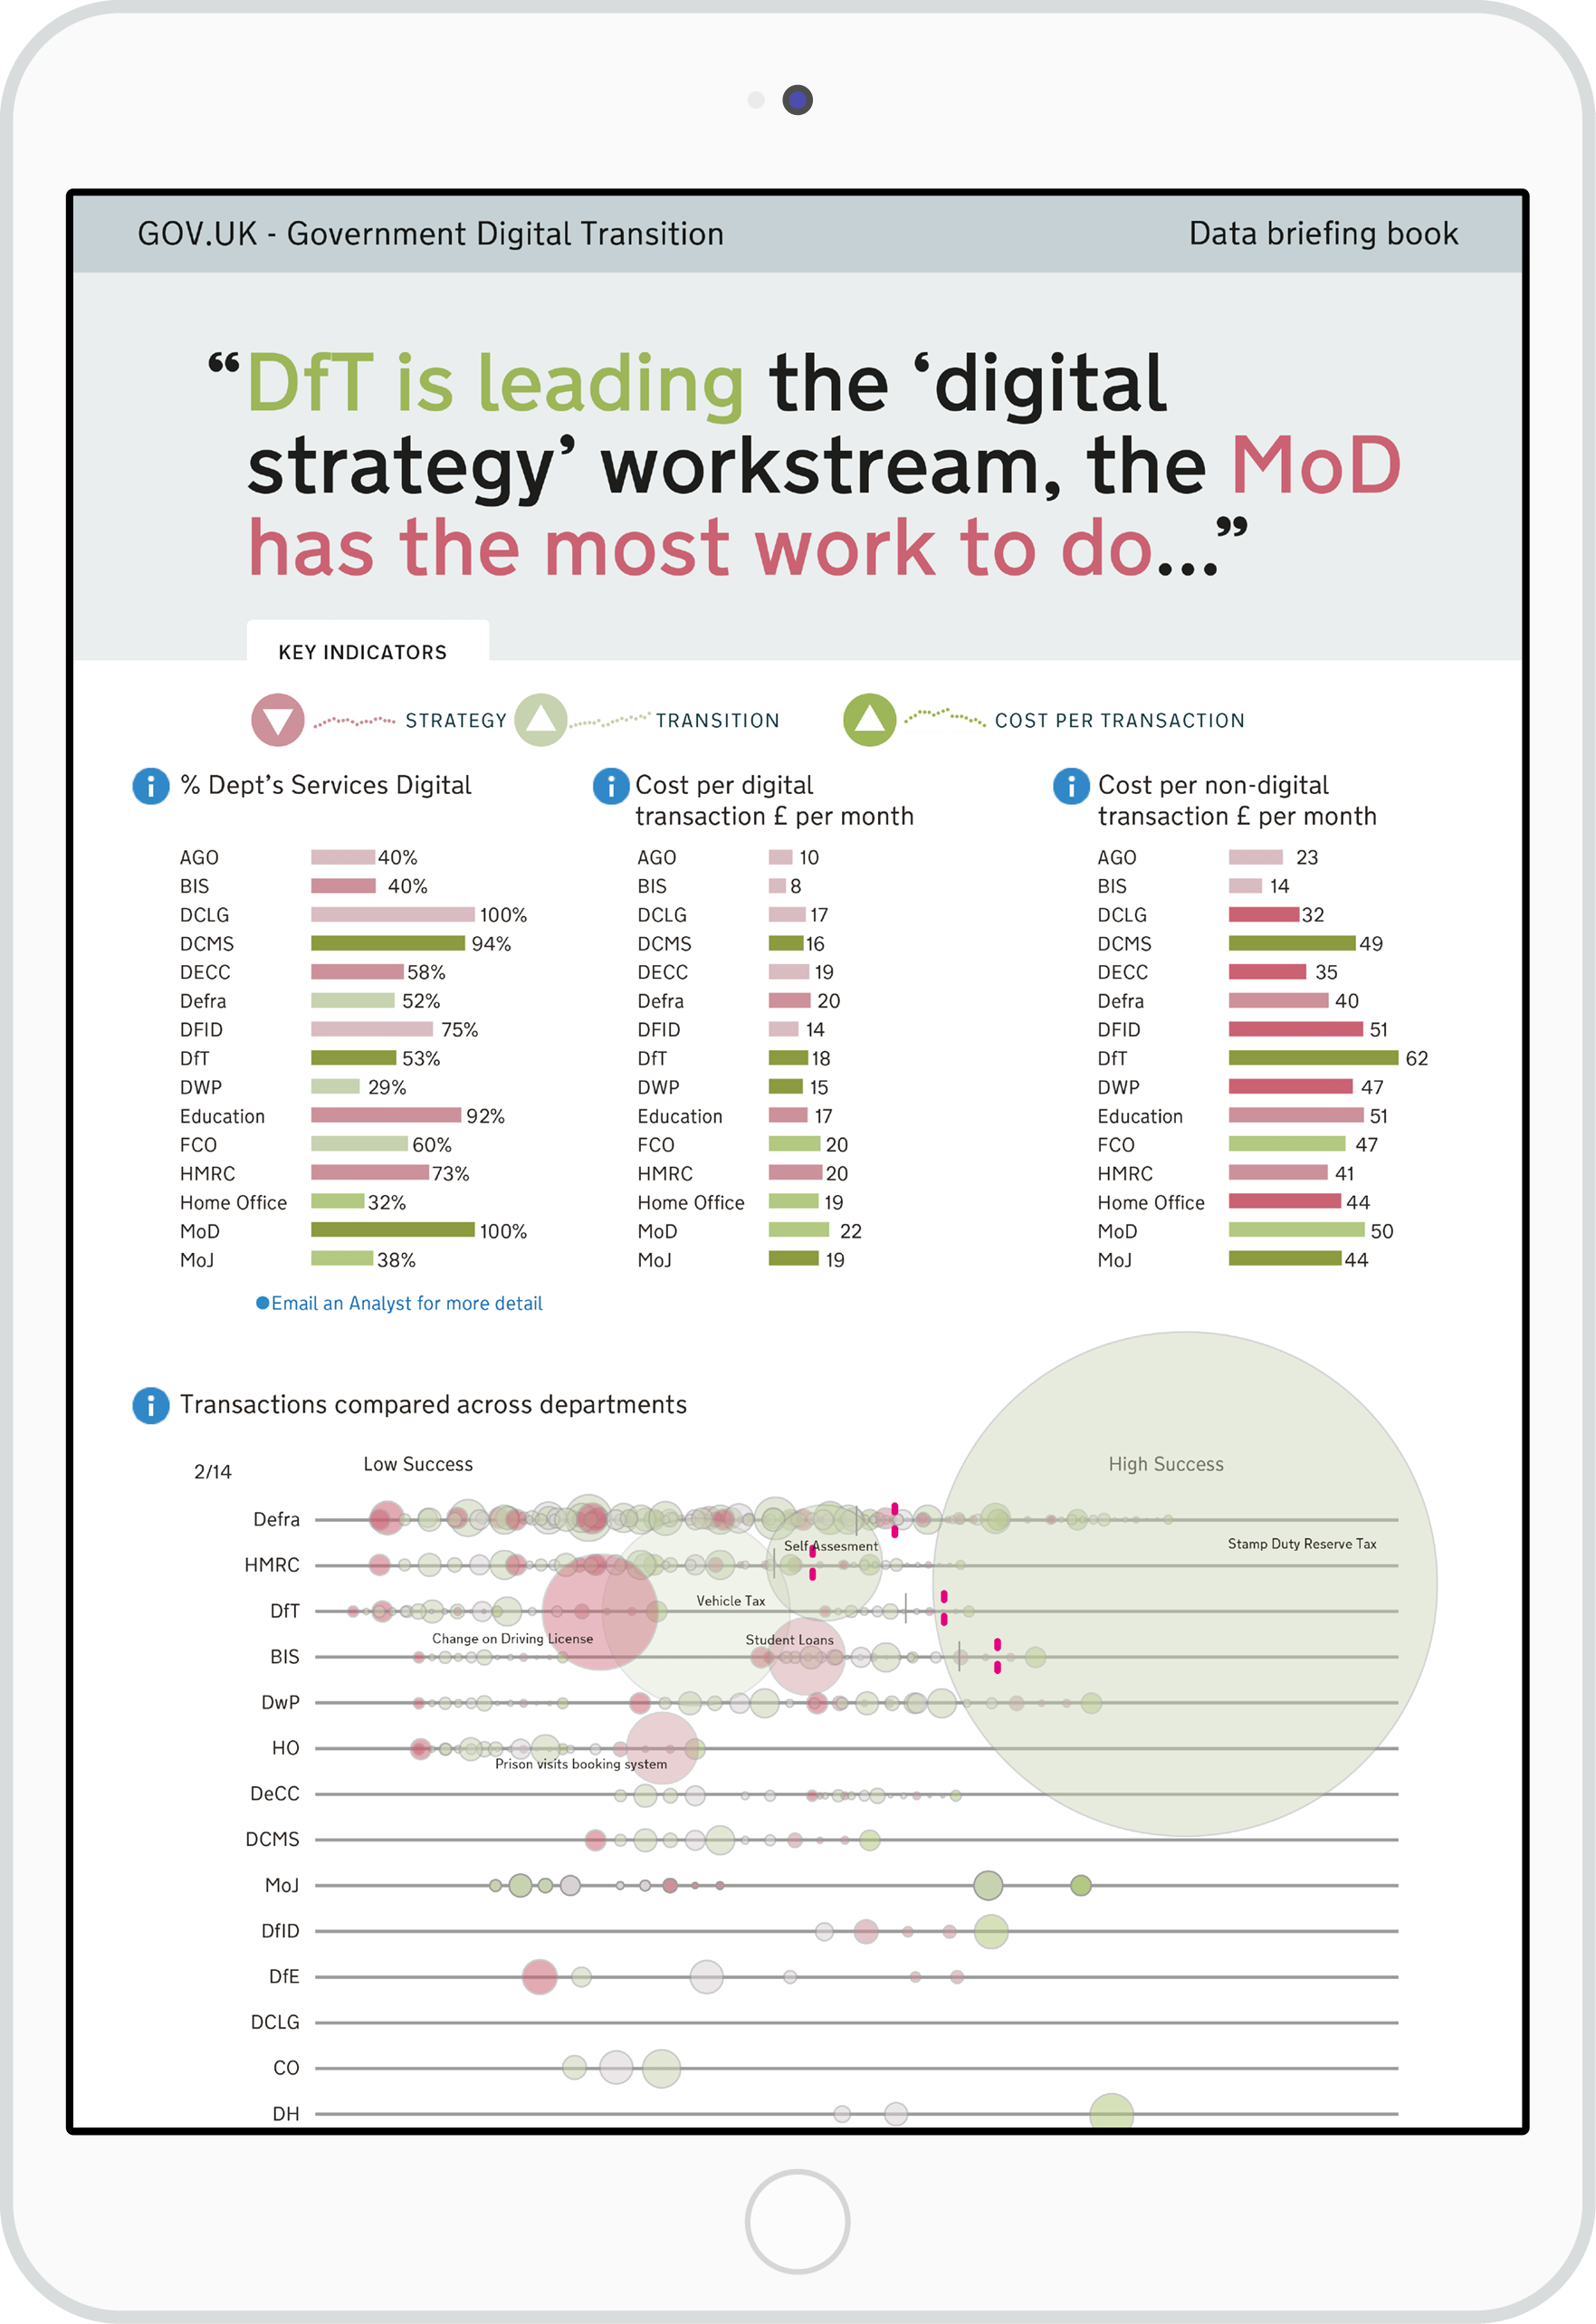 GOV.UK - Government Digital Transition
Data briefing book
“DfT is leading the ‘digital
strategy’ workstream, the MoD
has the most work to do...”
KEY INDICATORS
STRATEGY
TRANSITION
COST PER TRANSACTION
i % Dept’s Services Digital
AGO 40%
BIS 40%
DCLG 100%
DCMS 94%
DECC 58%
Defra 52%
DFID 75%
DfT 53%
DWP 29%
Education 92%
FCO 60%
HMRC 73%
Home Office 32%
MoD 100%
MoJ 38%
Email an Analyst for more detail
i Cost per digital
transaction £ per month
AGO 10
BIS 8
DCLG 17
DCMS 16
DECC 19
Defra 20
DFID 14
DfT 18
DWP 15
Education 17
FCO 20
HMRC 20
Home Office 19
MoD 22
MoJ 19
i Cost per non-digital
transaction £ per month
AGO 23
BIS 14
DCLG 32
DCMS 49
DECC 35
Defra 40
DFID 51
DfT 62
DWP 47
Education 51
FCO 47
HMRC 41
Home Office 44
MoD 50
MoJ 44
i Transactions compared across departments
Low Success
High Success
2/14
Defra
Stamp Duty Reserve Tax
Self Assesment
HMRC
Vehicle Tax
DfT
Change on Driving License
Student Loans
BIS
DwP
HO
Prison visits booking system
DeCC
DCMS
MoJ
DfID
DfE
DCLG
CO
DH